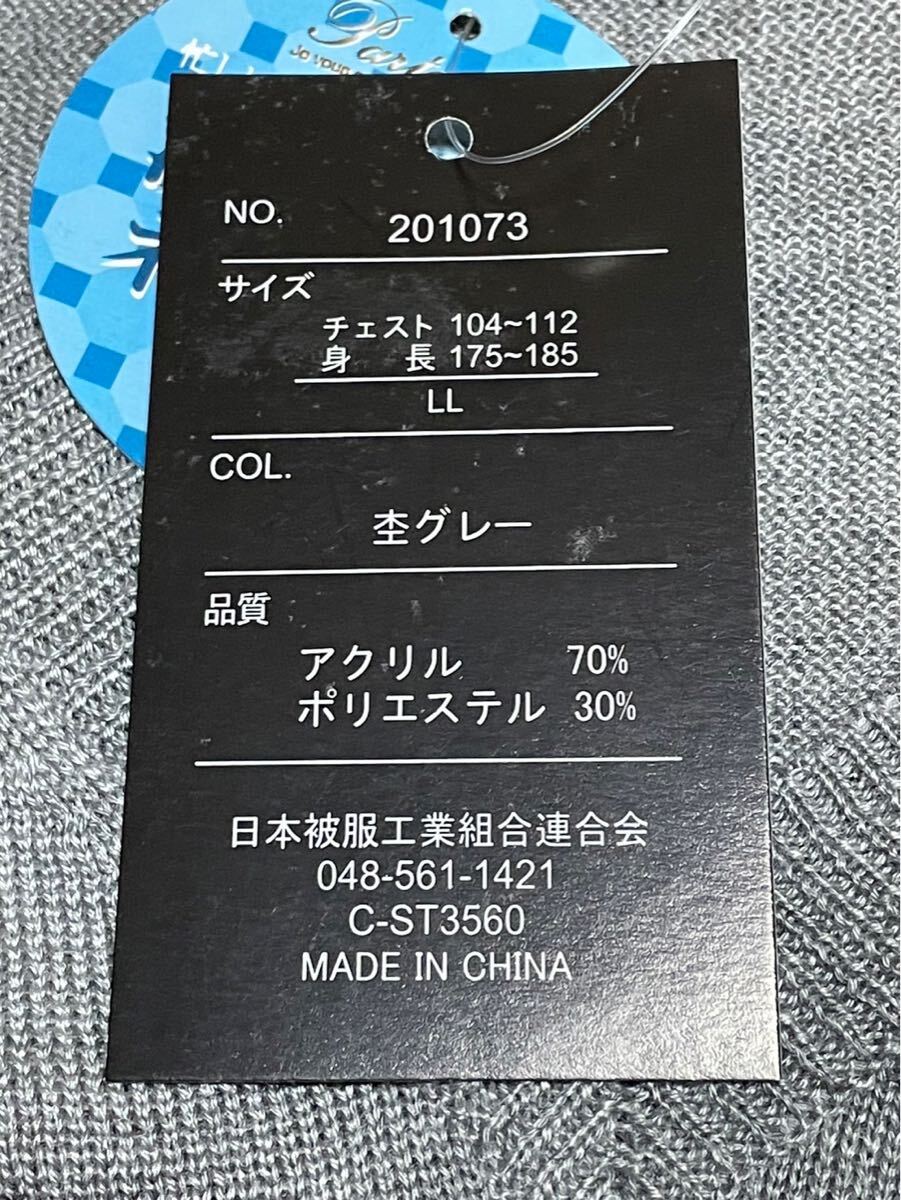 忙し
NO.
201073
サイズ
チェスト 104~112
身 長 175~185
LL
COL.
杢グレー
品質
アクリル 70%
ポリエステル 30%
日本被服工業組合連合会
048-561-1421
C-ST3560
MADE IN CHINA